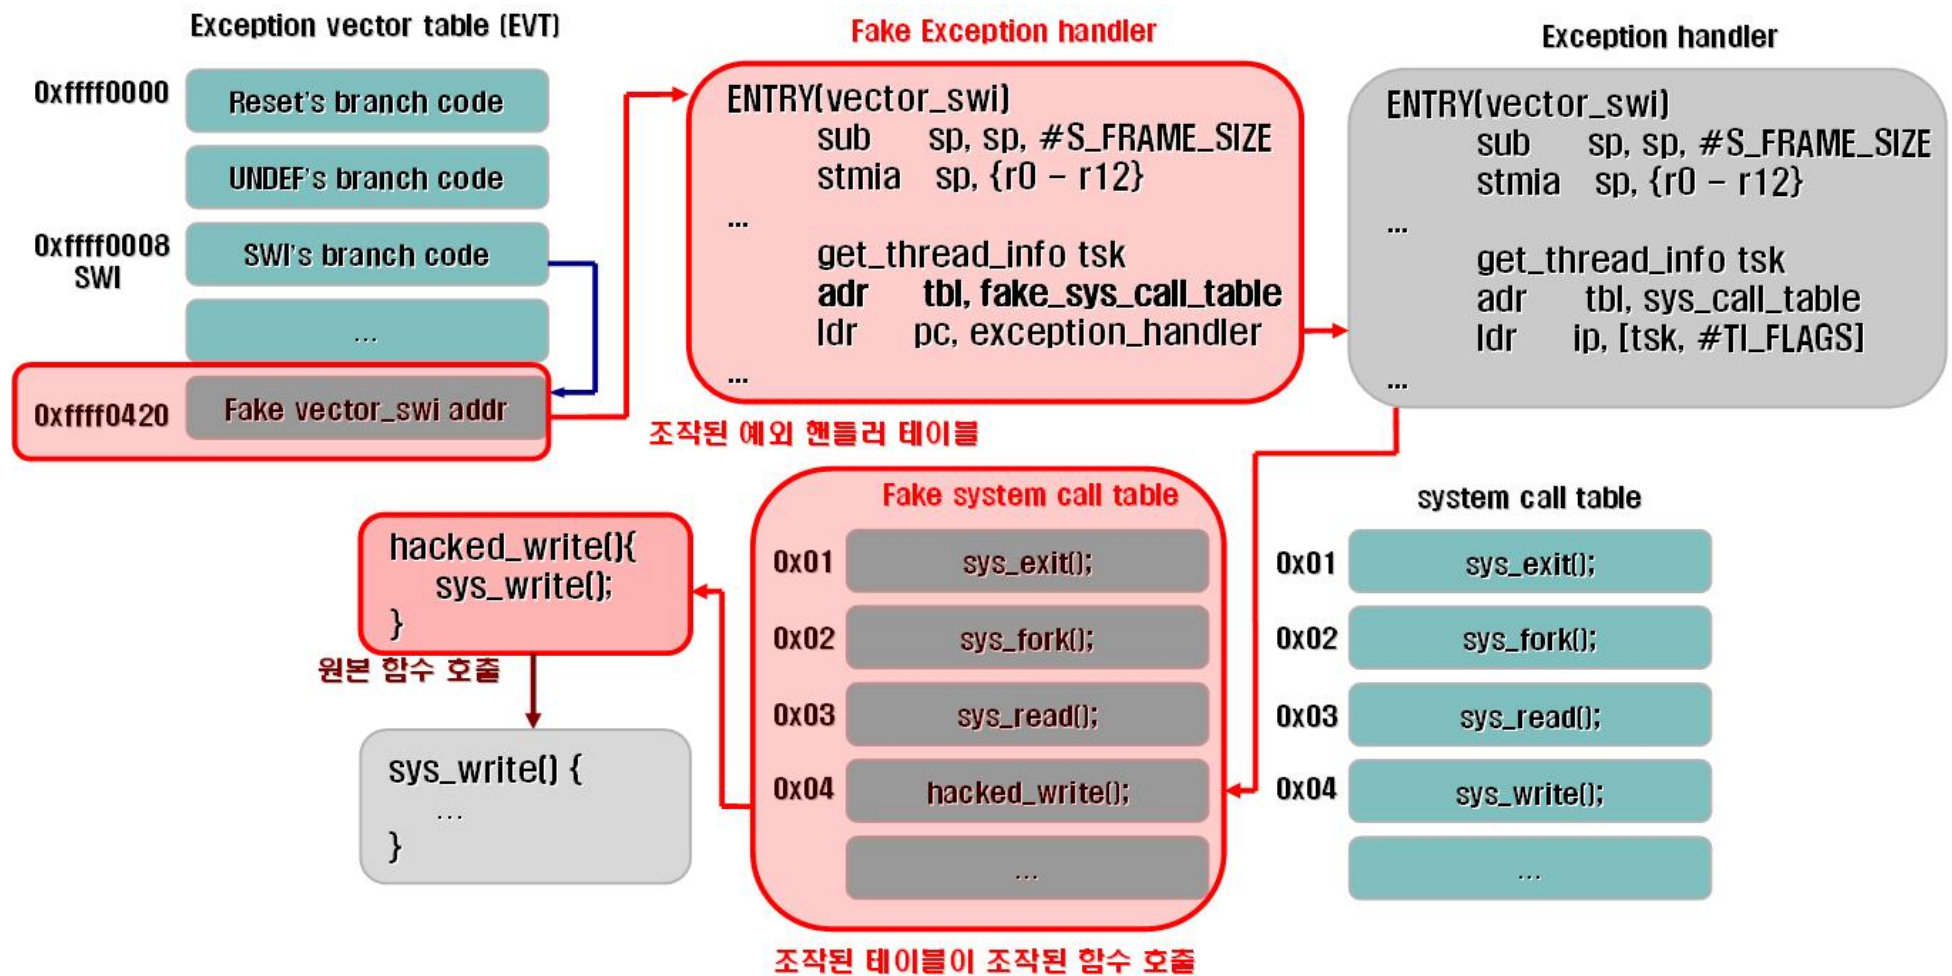 Exception vector table (EVT)
0xffff0000
Reset's branch code
UNDEF's branch code
0xffff0008
SWI
SWI's branch code
...
0xffff0420
Fake vector_swi addr
Fake Exception handler
ENTRY(vector_swi)
sub sp, sp, #S_FRAME_SIZE
stmia sp, {r0 – r12}
...
get_thread_info tsk
adr tbl, fake_sys_call_table
ldr pc, exception_handler
...
조작된 예외 핸들러 테이블
Exception handler
ENTRY(vector_swi)
sub sp, sp, #S_FRAME_SIZE
stmia sp, {r0 – r12}
...
get_thread_info tsk
adr tbl, sys_call_table
ldr ip, [tsk, #TI_FLAGS]
...
hacked_write(){
sys_write();
}
원본 함수 호출
sys_write() {
...
}
Fake system call table
0x01
sys_exit();
0x02
sys_fork();
0x03
sys_read();
0x04
hacked_write();
...
조작된 테이블이 조작된 함수 호출
system call table
0x01
sys_exit();
0x02
sys_fork();
0x03
sys_read();
0x04
sys_write();
...